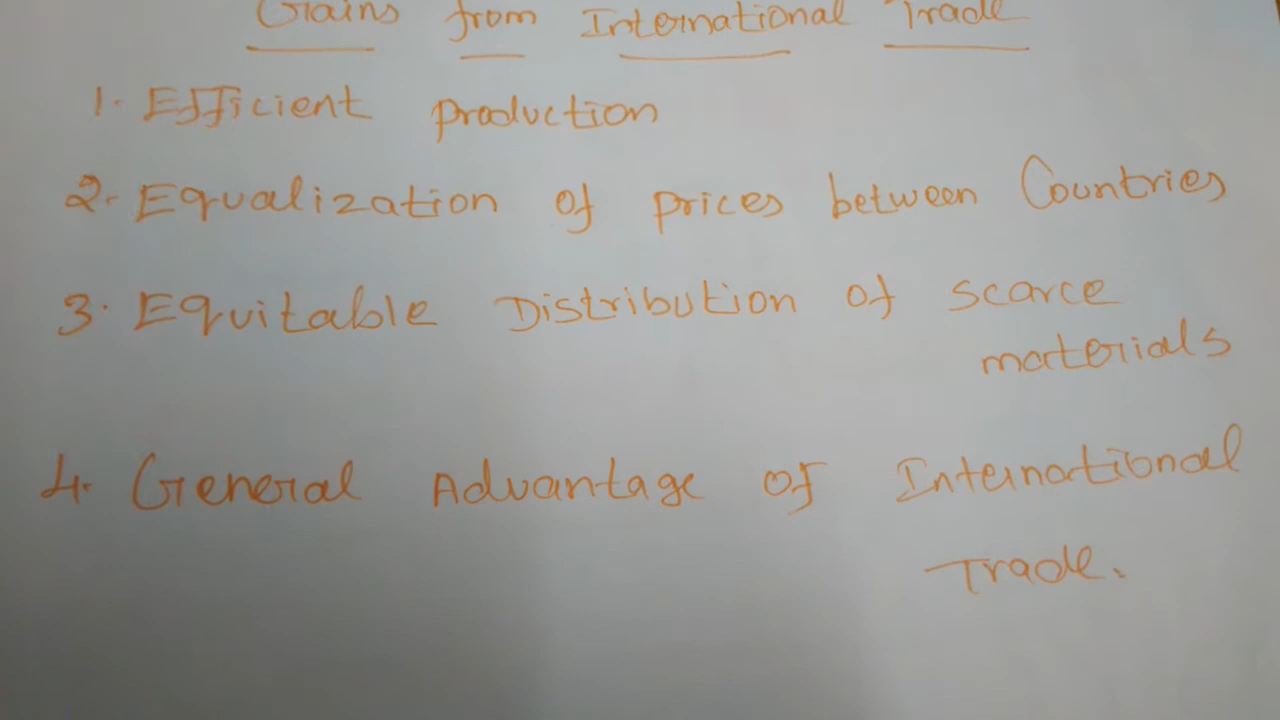 Gains from International Trade
1. Efficient production
2. Equalization of prices between Countries
3. Equitable Distribution of scarce
materials
4. General Advantage of International
Trade.